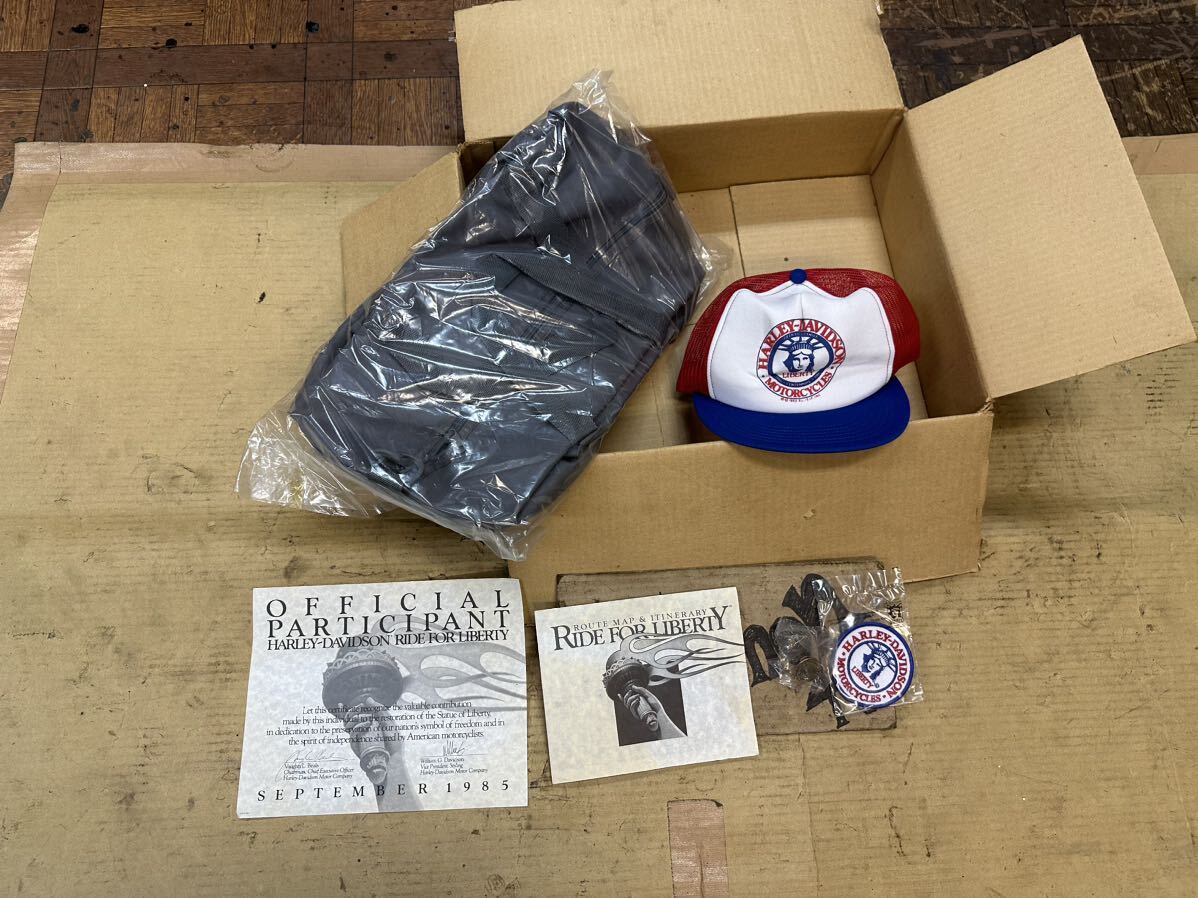 HARLEY-DAVIDSON
LIBERTY
MOTORCYCLES
OFFICIAL
PARTICIPANT
HARLEY-DAVIDSON RIDE FOR LIBERTY
Let this certificate recognize the valuable contribution
made by this individual to the restoration of the Statue of Liberty,
in dedication to the preservation of our nation's symbol of freedom and in
the spirit of independence shared by American motorcyclists.
Vaughn L. Beals
Chairman, Chief Executive Officer
Harley-Davidson Motor Company
William G. Davidson
Vice President, Styling
Harley-Davidson Motor Company
SEPTEMBER 1985
ROUTE MAP & ITINERARY
RIDE FOR LIBERTY
HARLEY-DAVIDSON
LIBERTY
MOTORCYCLES